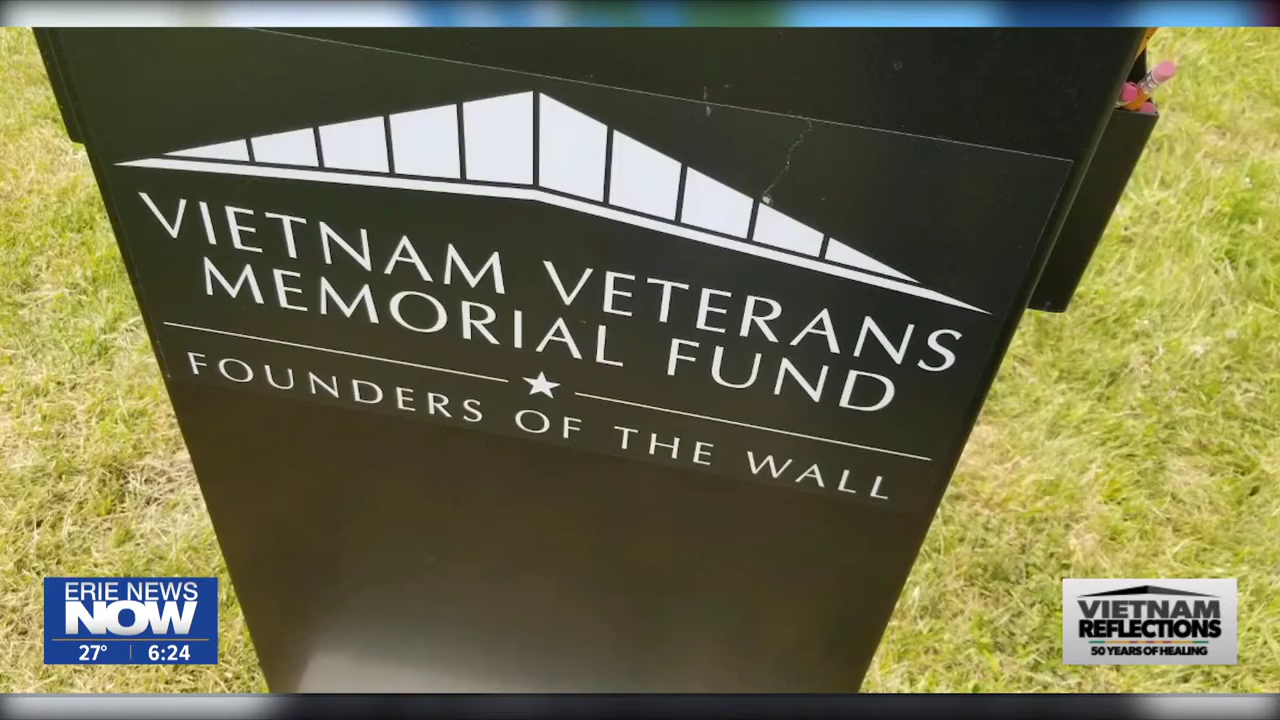 VIETNAM VETERANS
MEMORIAL FUND
FOUNDERS OF THE WALL
ERIE NEWS
NOW
27° 6:24
VIETNAM
REFLECTIONS
50 YEARS OF HEALING